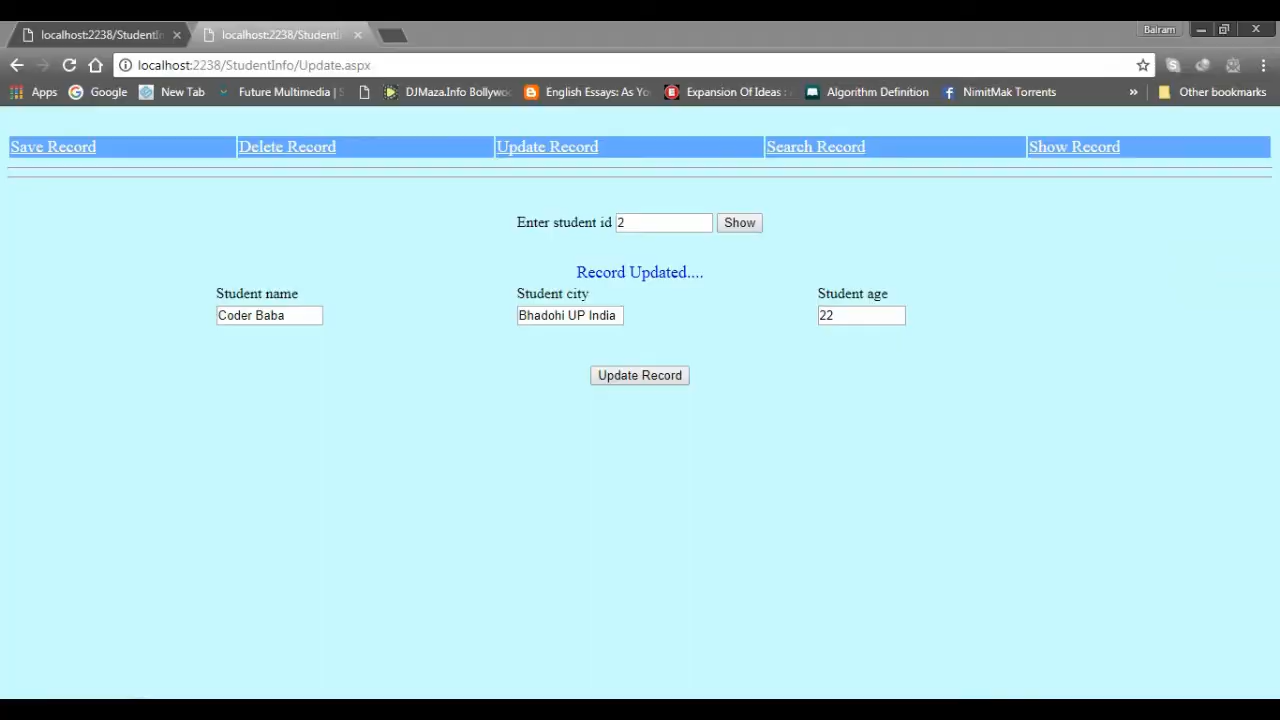 localhost:2238/StudentIn localhost:2238/StudentI Balram
localhost:2238/StudentInfo/Update.aspx
Apps Google New Tab Future Multimedia | DJMaza.Info Bollywo English Essays: As Yo Expansion Of Ideas : Algorithm Definition NimitMak Torrents » Other bookmarks
Save Record Delete Record Update Record Search Record Show Record
Enter student id 2 Show
Record Updated....
Student name Student city Student age
Coder Baba Bhadohi UP India 22
Update Record